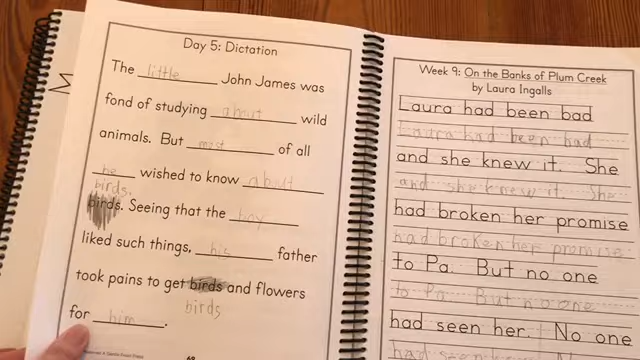 Day 5: Dictation
The little John James was
fond of studying about wild
animals. But most of all
he wished to know about
birds.
birds. Seeing that the boy
liked such things, his father
took pains to get birds and flowers
birds
for him.
68
Week 9: On the Banks of Plum Creek
by Laura Ingalls
Laura had been bad
Laura had been bad
and she knew it. She
and she knew it. She
had broken her promise
had broken her promise
to Pa. But no one
to Pa. But no one
had seen her. No one
had seen her